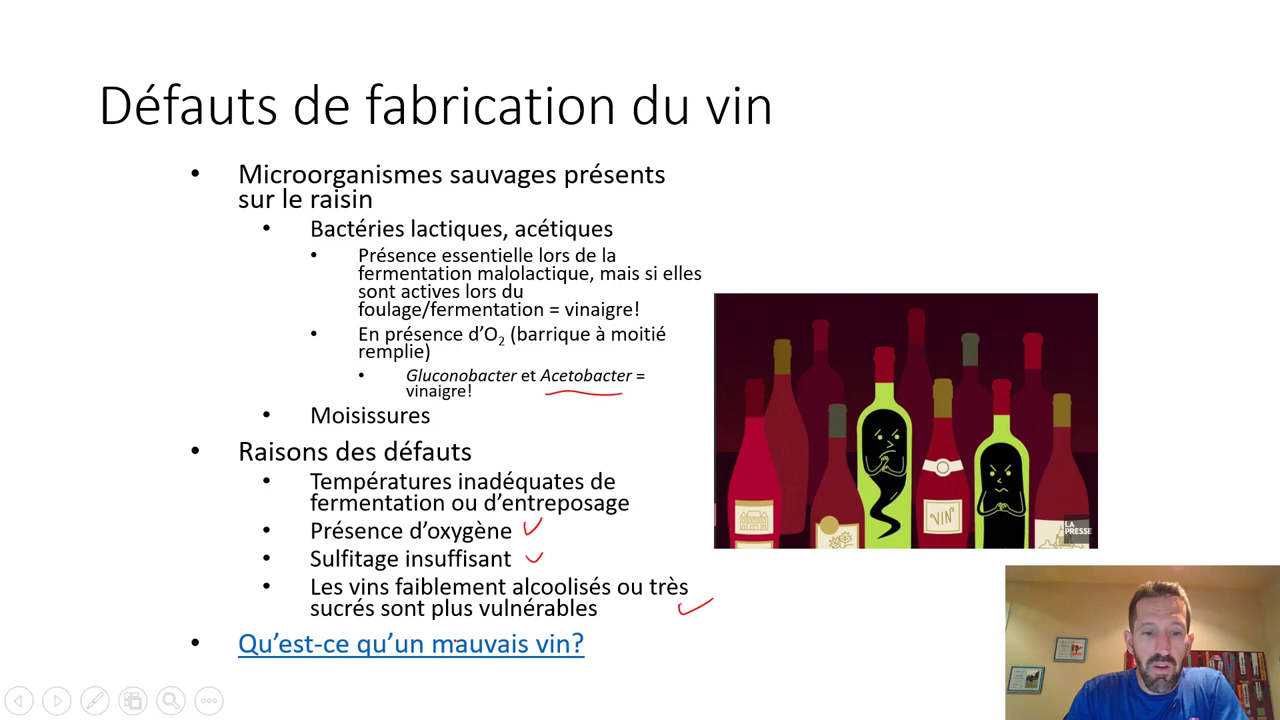 Défauts de fabrication du vin
• Microorganismes sauvages présents
sur le raisin
• Bactéries lactiques, acétiques
• Présence essentielle lors de la
fermentation malolactique, mais si elles
sont actives lors du
foulage/fermentation = vinaigre!
• En présence d’O₂ (barrique à moitié
remplie)
• Gluconobacter et Acetobacter =
vinaigre!
• Moisissures
• Raisons des défauts
• Températures inadéquates de
fermentation ou d’entreposage
• Présence d’oxygène
• Sulfitage insuffisant
• Les vins faiblement alcoolisés ou très
sucrés sont plus vulnérables
• Qu’est-ce qu’un mauvais vin?
VIN
LA
PRESSE